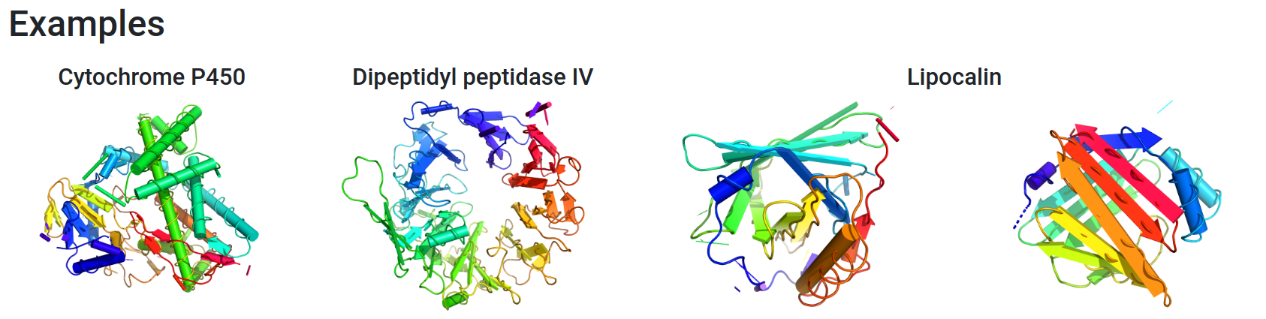 Examples
Cytochrome P450
Dipeptidyl peptidase IV
Lipocalin